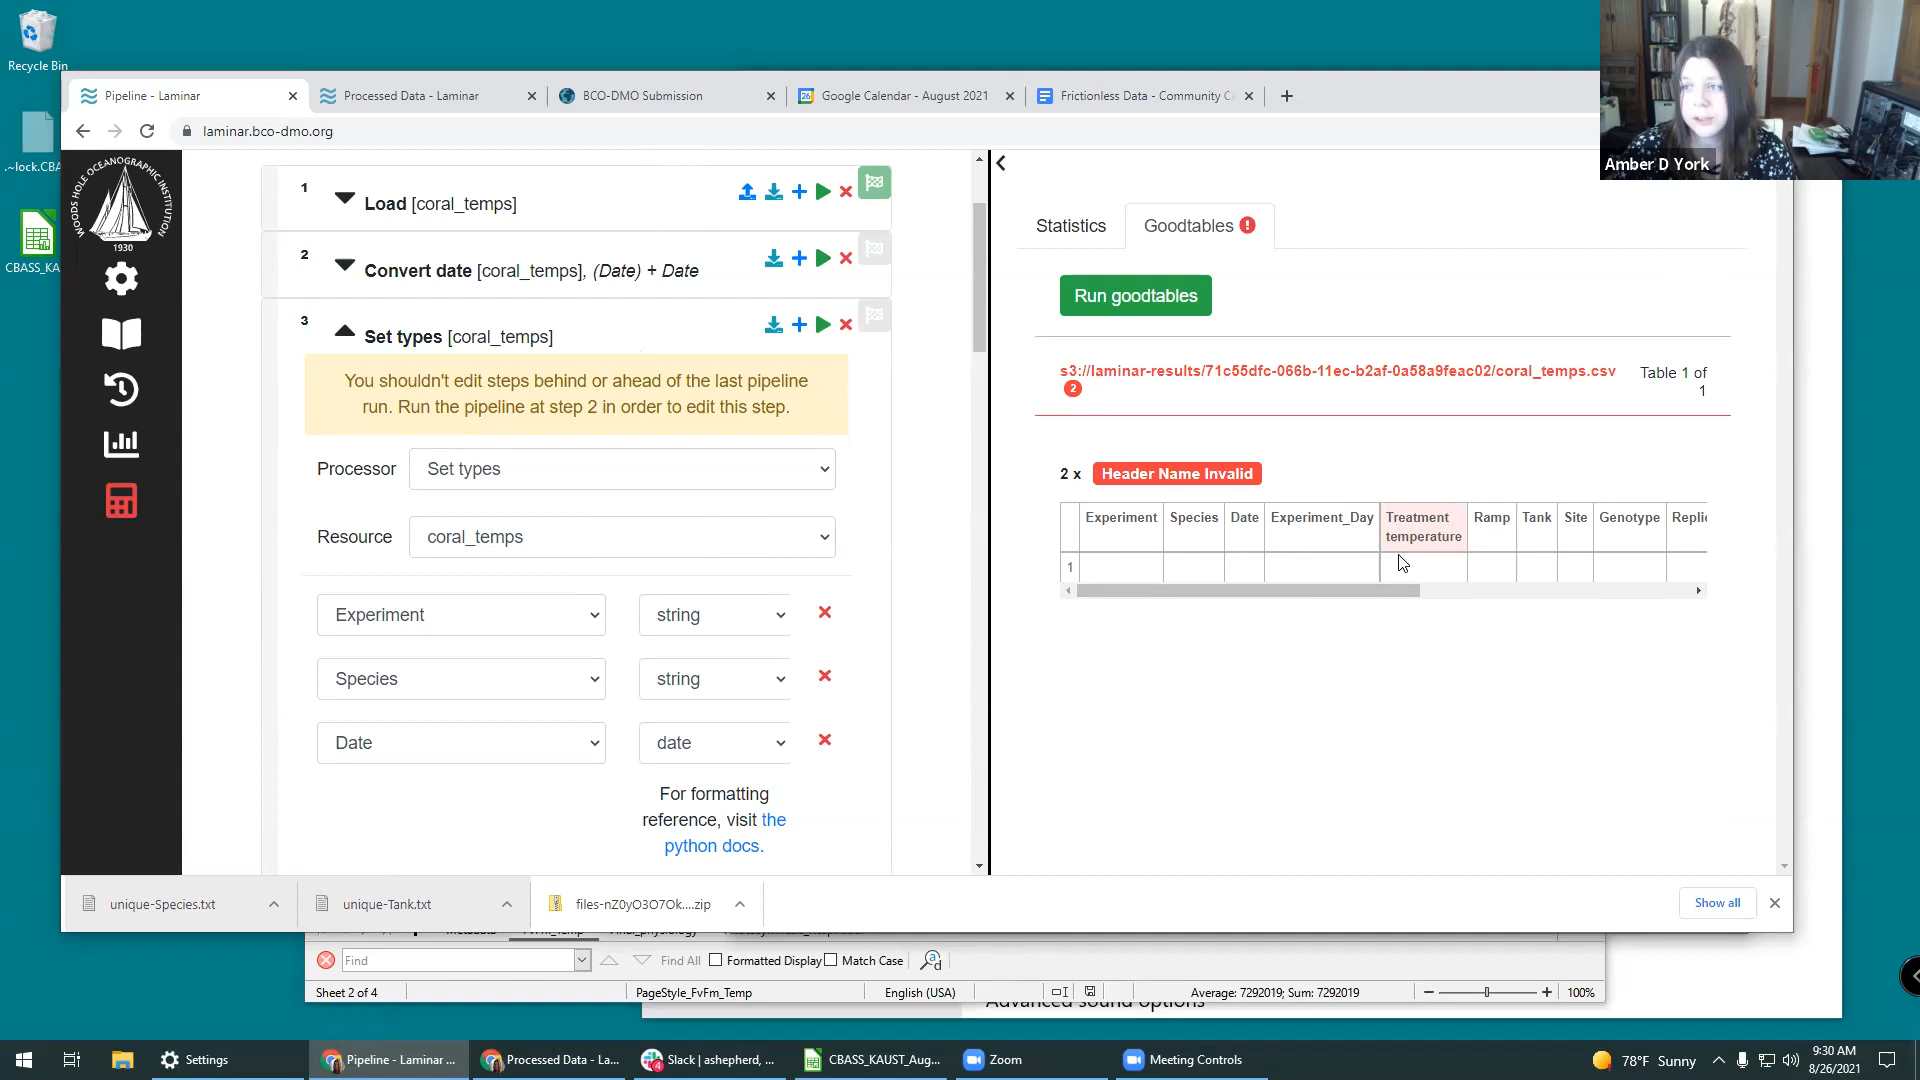 Recycle Bin
.~lock.CBA
CBASS_KA
Pipeline - Laminar
Processed Data - Laminar
BCO-DMO Submission
Google Calendar - August 2021
Frictionless Data - Community Ca
laminar.bco-dmo.org
Amber D York
WOODS HOLE OCEANOGRAPHIC INSTITUTION
1930
1
Load [coral_temps]
2
Convert date [coral_temps], (Date) + Date
3
Set types [coral_temps]
You shouldn't edit steps behind or ahead of the last pipeline
run. Run the pipeline at step 2 in order to edit this step.
Processor
Set types
Resource
coral_temps
Experiment
string
Species
string
Date
date
For formatting
reference, visit the
python docs.
Statistics
Goodtables
Run goodtables
s3://laminar-results/71c55dfc-066b-11ec-b2af-0a58a9feac02/coral_temps.csv
2
Table 1 of
1
2 x Header Name Invalid
Experiment Species Date Experiment_Day Treatment temperature Ramp Tank Site Genotype Replic
1
unique-Species.txt
unique-Tank.txt
files-nZ0yO3O7Ok....zip
Show all
Find
Find All
Formatted Display
Match Case
Sheet 2 of 4
PageStyle_FvFm_Temp
English (USA)
Average: 7292019; Sum: 7292019
100%
Advanced sound options
Settings
Pipeline - Laminar ...
Processed Data - La...
Slack | ashepherd, ...
CBASS_KAUST_Aug...
Zoom
Meeting Controls
78°F Sunny
9:30 AM
8/26/2021